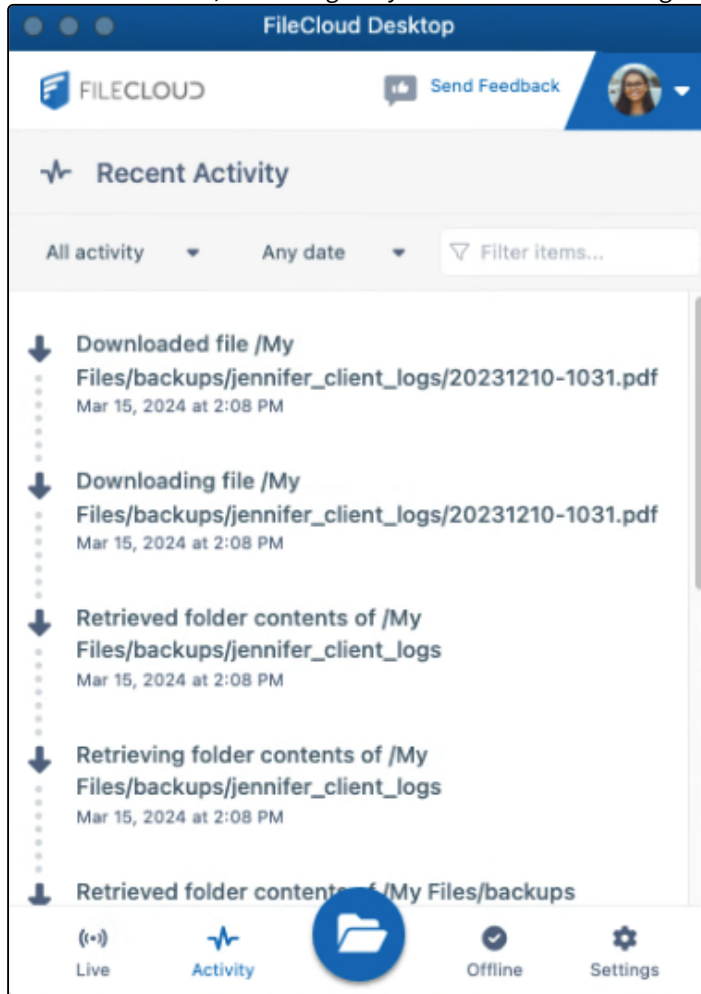 FileCloud Desktop
FILECLOUD
Send Feedback
Recent Activity
All activity
Any date
Filter items...
Downloaded file /My
Files/backups/jennifer_client_logs/20231210-1031.pdf
Mar 15, 2024 at 2:08 PM
Downloading file /My
Files/backups/jennifer_client_logs/20231210-1031.pdf
Mar 15, 2024 at 2:08 PM
Retrieved folder contents of /My
Files/backups/jennifer_client_logs
Mar 15, 2024 at 2:08 PM
Retrieving folder contents of /My
Files/backups/jennifer_client_logs
Mar 15, 2024 at 2:08 PM
Retrieved folder contents of /My Files/backups
Live
Activity
Offline
Settings